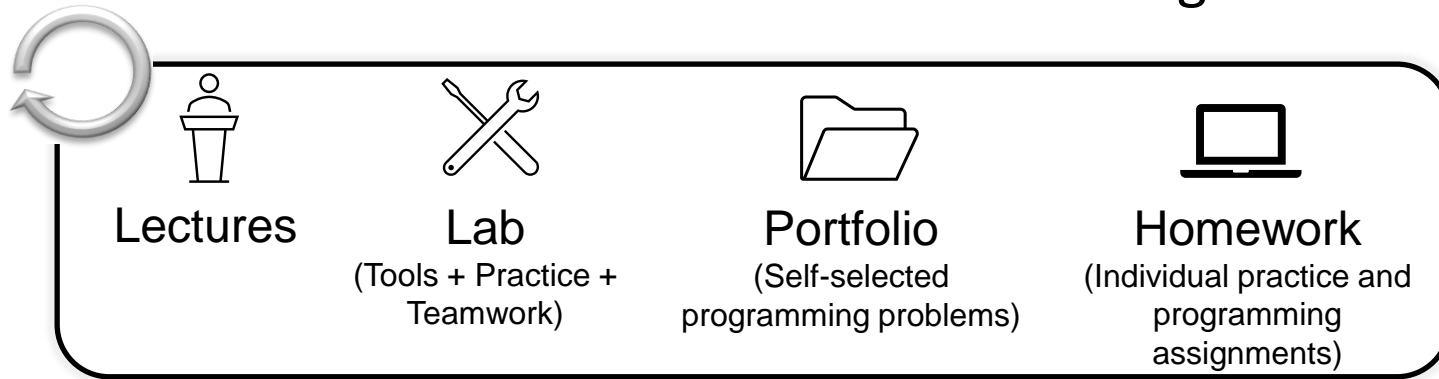 Lectures
Lab
(Tools + Practice +
Teamwork)
Portfolio
(Self-selected
programming problems)
Homework
(Individual practice and
programming
assignments)